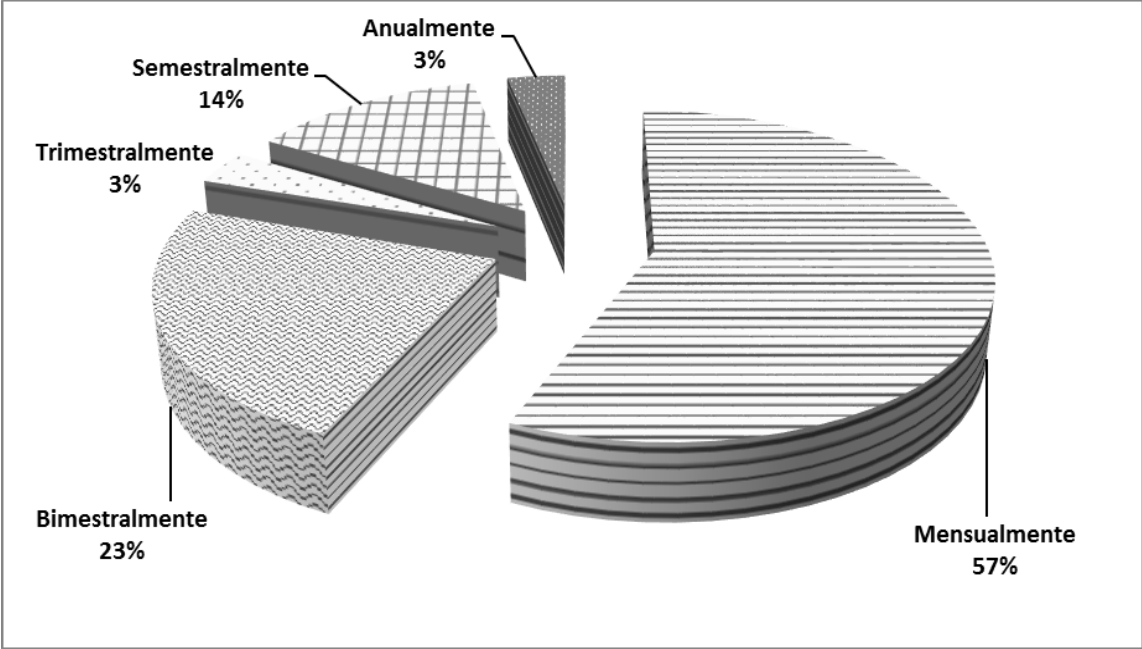 Anualmente
3%
Semestralmente
14%
Trimestralmente
3%
Bimestralmente
23%
Mensualmente
57%